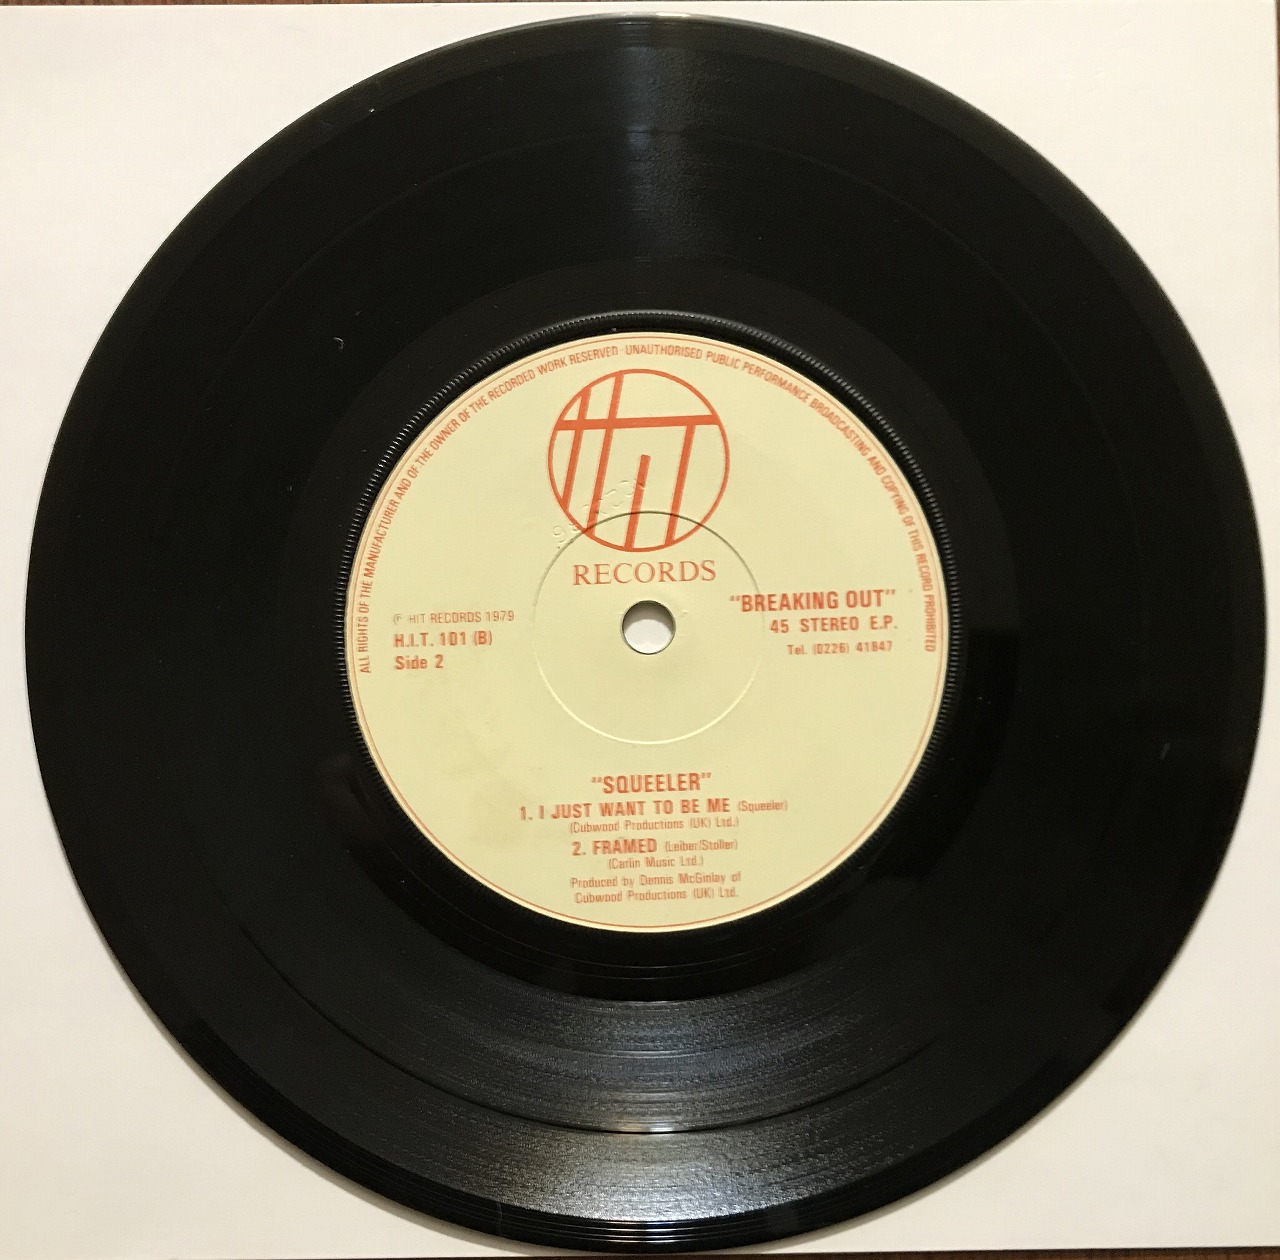 ALL RIGHTS OF THE MANUFACTURER AND OF THE OWNER OF THE RECORDED WORK RESERVED · UNAUTHORISED PUBLIC PERFORMANCE BROADCASTING AND COPYING OF THIS RECORD PROHIBITED
HIT
RECORDS
℗ HIT RECORDS 1979
H.I.T. 101 (B)
Side 2
"BREAKING OUT"
45 STEREO E.P.
Tel. (0226) 41847
"SQUEELER"
1. I JUST WANT TO BE ME (Squeeler)
(Cubwood Productions (UK) Ltd.)
2. FRAMED (Leiber/Stoller)
(Carlin Music Ltd.)
Produced by Dennis McGinlay of
Cubwood Productions (UK) Ltd.